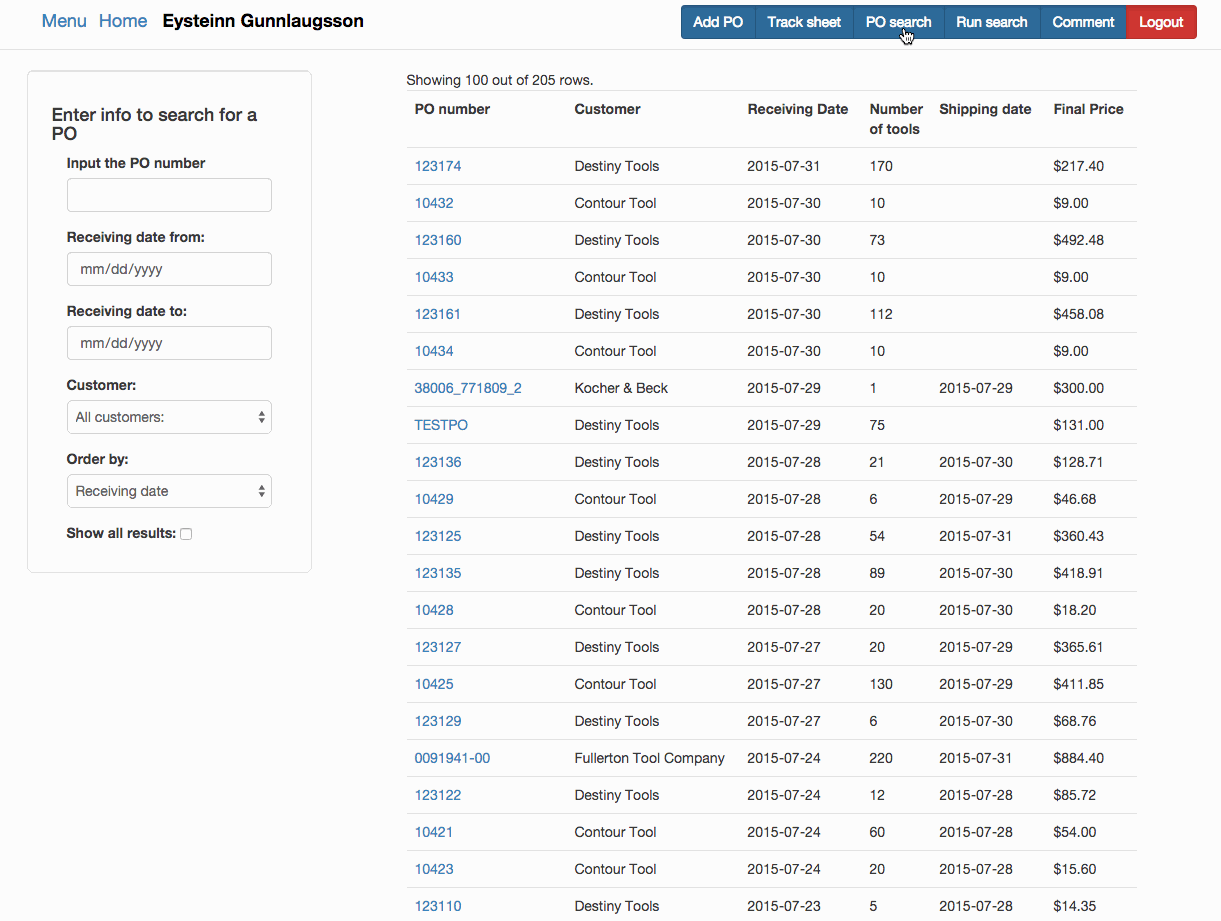 Menu Home Eysteinn Gunnlaugsson Add PO Track sheet PO search Run search Comment Logout
Enter info to search for a
PO
Input the PO number
Receiving date from:
mm/dd/yyyy
Receiving date to:
mm/dd/yyyy
Customer:
All customers:
Order by:
Receiving date
Show all results:
Showing 100 out of 205 rows.
PO number Customer Receiving Date Number of tools Shipping date Final Price
123174 Destiny Tools 2015-07-31 170 $217.40
10432 Contour Tool 2015-07-30 10 $9.00
123160 Destiny Tools 2015-07-30 73 $492.48
10433 Contour Tool 2015-07-30 10 $9.00
123161 Destiny Tools 2015-07-30 112 $458.08
10434 Contour Tool 2015-07-30 10 $9.00
38006_771809_2 Kocher & Beck 2015-07-29 1 2015-07-29 $300.00
TESTPO Destiny Tools 2015-07-29 75 $131.00
123136 Destiny Tools 2015-07-28 21 2015-07-30 $128.71
10429 Contour Tool 2015-07-28 6 2015-07-29 $46.68
123125 Destiny Tools 2015-07-28 54 2015-07-31 $360.43
123135 Destiny Tools 2015-07-28 89 2015-07-30 $418.91
10428 Contour Tool 2015-07-28 20 2015-07-30 $18.20
123127 Destiny Tools 2015-07-27 20 2015-07-29 $365.61
10425 Contour Tool 2015-07-27 130 2015-07-29 $411.85
123129 Destiny Tools 2015-07-27 6 2015-07-30 $68.76
0091941-00 Fullerton Tool Company 2015-07-24 220 2015-07-31 $884.40
123122 Destiny Tools 2015-07-24 12 2015-07-28 $85.72
10421 Contour Tool 2015-07-24 60 2015-07-28 $54.00
10423 Contour Tool 2015-07-24 20 2015-07-28 $15.60
123110 Destiny Tools 2015-07-23 5 2015-07-28 $14.35